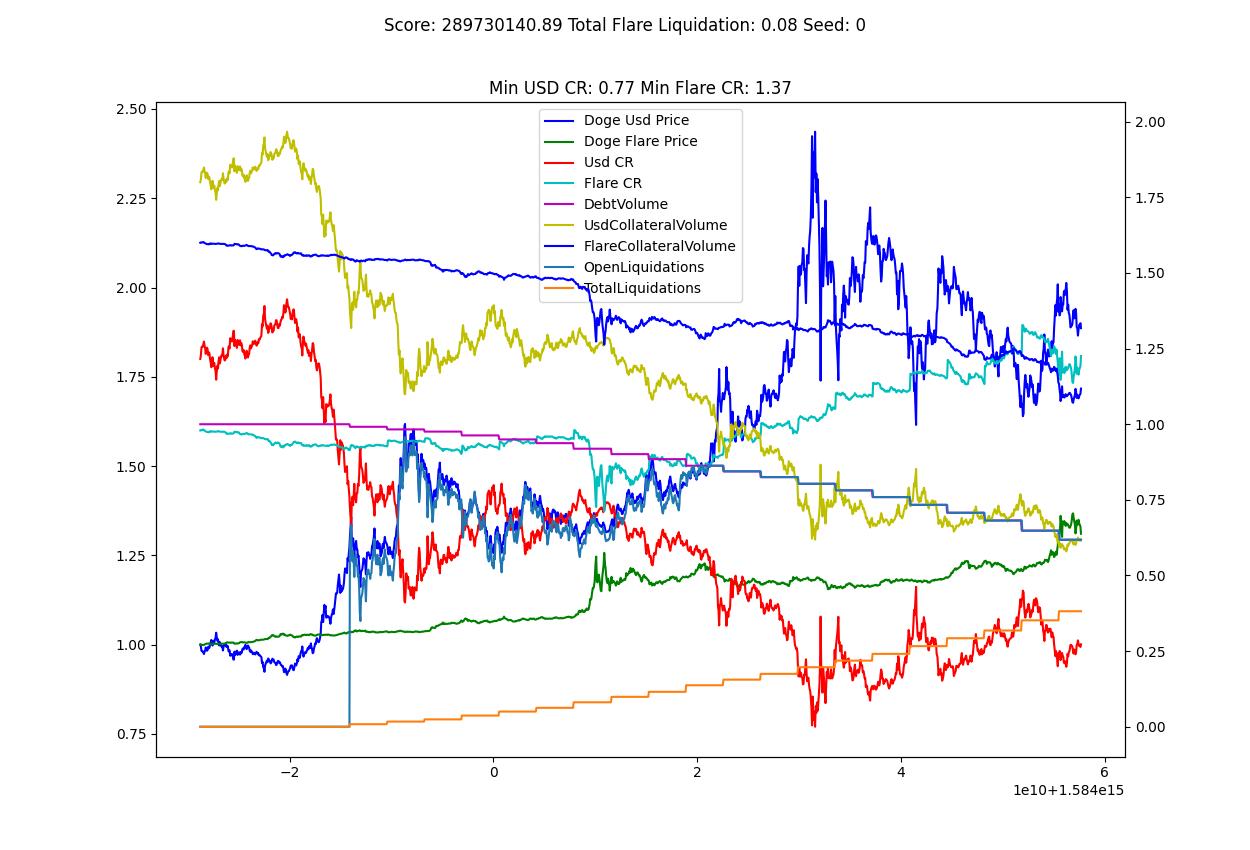 Score: 289730140.89 Total Flare Liquidation: 0.08 Seed: 0
Min USD CR: 0.77 Min Flare CR: 1.37
2.50
2.25
2.00
1.75
1.50
1.25
1.00
0.75
Doge Usd Price
Doge Flare Price
Usd CR
Flare CR
DebtVolume
UsdCollateralVolume
FlareCollateralVolume
OpenLiquidations
TotalLiquidations
2.00
1.75
1.50
1.25
1.00
0.75
0.50
0.25
0.00
−2 0 2 4 6
1e10+1.584e15